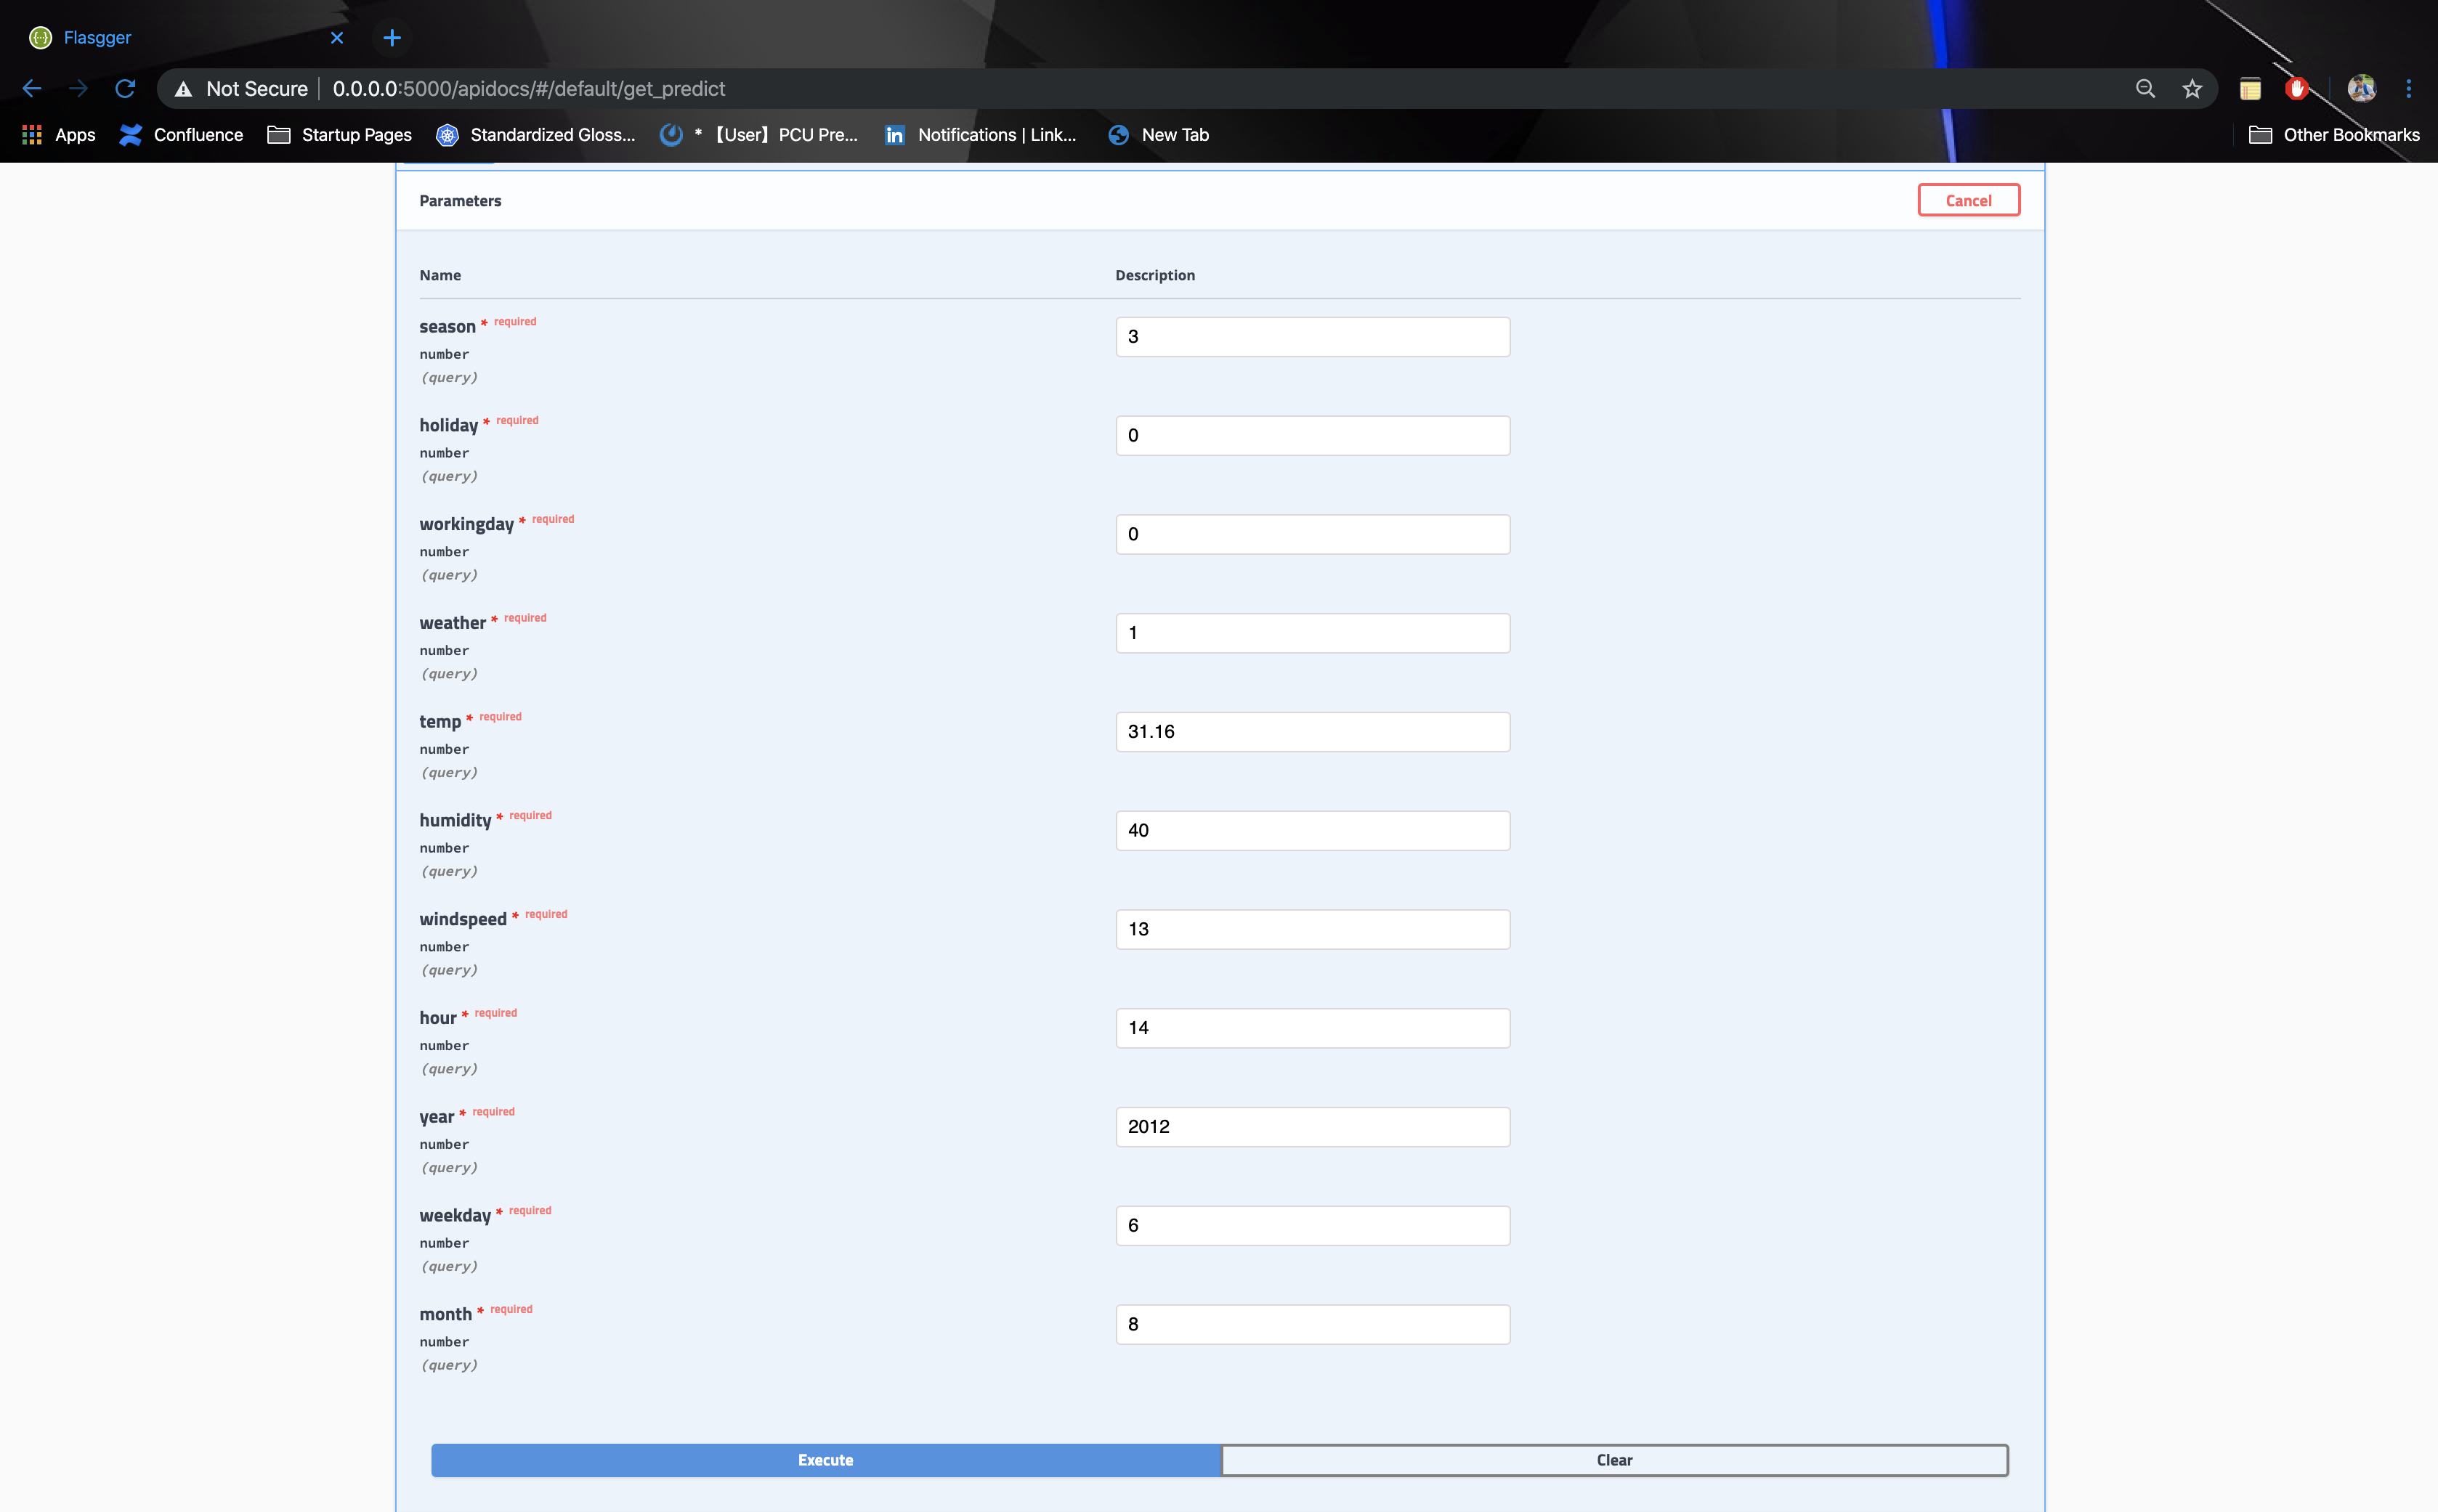 Flasgger
Not Secure 0.0.0.0:5000/apidocs/#/default/get_predict
Apps Confluence Startup Pages Standardized Gloss... * 【User】PCU Pre... Notifications | Link... New Tab Other Bookmarks
Parameters Cancel
Name Description
season * required
number
(query)
3
holiday * required
number
(query)
0
workingday * required
number
(query)
0
weather * required
number
(query)
1
temp * required
number
(query)
31.16
humidity * required
number
(query)
40
windspeed * required
number
(query)
13
hour * required
number
(query)
14
year * required
number
(query)
2012
weekday * required
number
(query)
6
month * required
number
(query)
8
Execute Clear